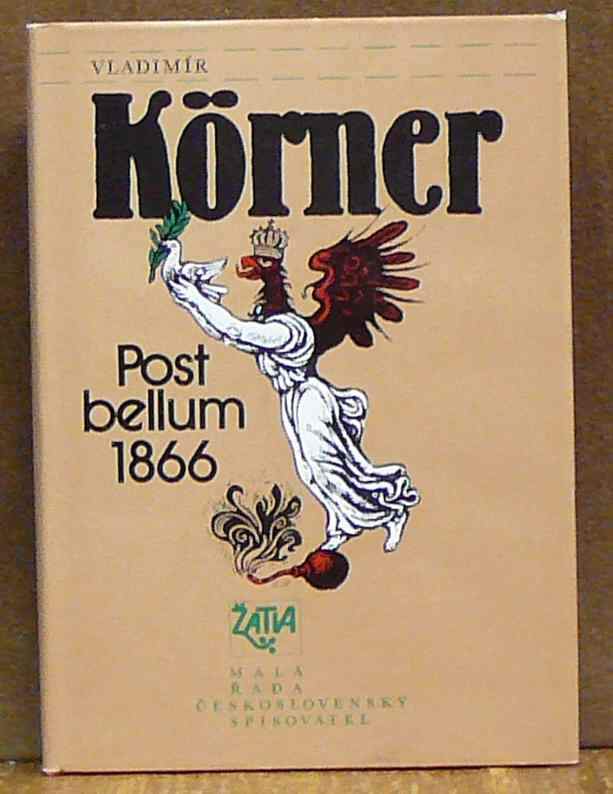 VLADIMÍR
Körner
Post
bellum
1866
ŽATVA
MALÁ
ŘADA
ČESKOSLOVENSKÝ
SPISOVATEL